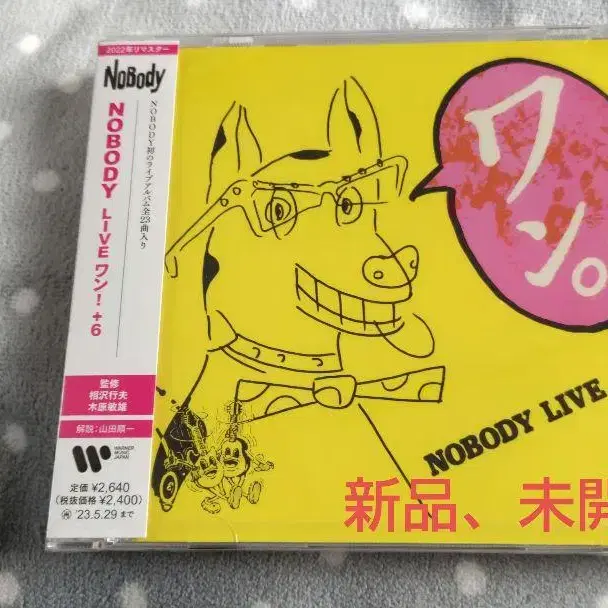 2022年リマスター
NoBody
NOBODY LIVE ワン！+6
NOBODY初のライブアルバム全23曲入り
監修
相沢行夫
木原敏雄
解説：山田順一
WARNER MUSIC JAPAN
定価 ¥2,640
（税抜価格 ¥2,400）
'23.5.29 まで
ワン。
NOBODY LIVE
新品、未開